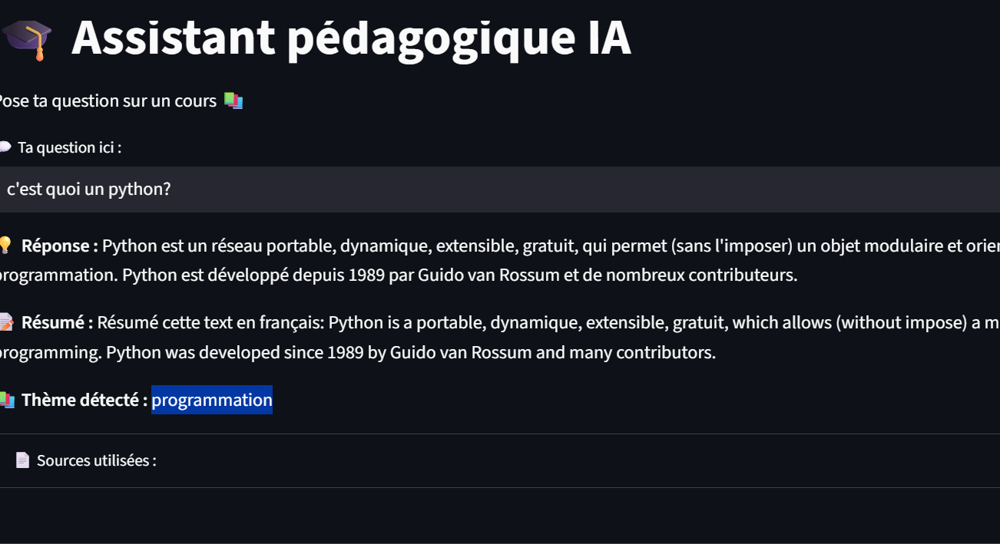 Assistant pédagogique IA
Pose ta question sur un cours
Ta question ici :
c'est quoi un python?
Réponse : Python est un réseau portable, dynamique, extensible, gratuit, qui permet (sans l'imposer) un objet modulaire et
programmation. Python est développé depuis 1989 par Guido van Rossum et de nombreux contributeurs.
Résumé : Résumé cette text en français: Python is a portable, dynamique, extensible, gratuit, which allows (without impose) a
programming. Python was developed since 1989 by Guido van Rossum and many contributors.
Thème détecté : programmation
Sources utilisées :